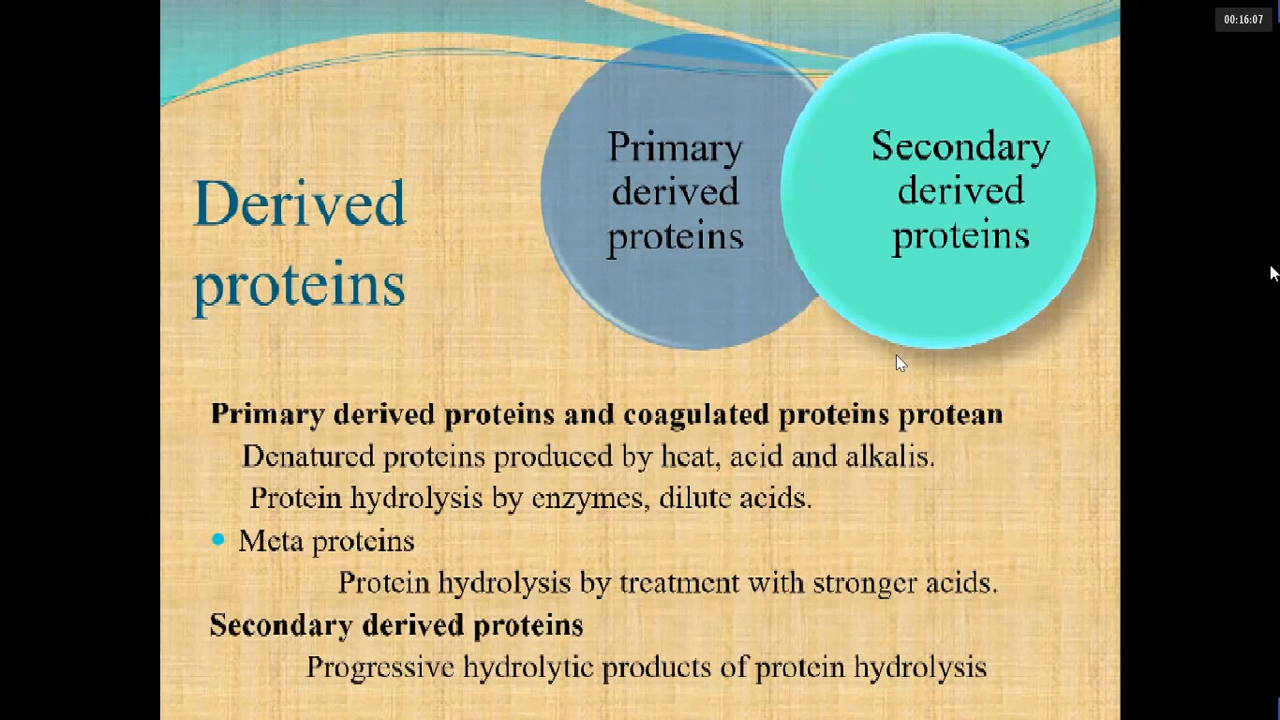 00:16:07
Derived
proteins
Primary
derived
proteins
Secondary
derived
proteins
Primary derived proteins and coagulated proteins protean
Denatured proteins produced by heat, acid and alkalis.
Protein hydrolysis by enzymes, dilute acids.
• Meta proteins
Protein hydrolysis by treatment with stronger acids.
Secondary derived proteins
Progressive hydrolytic products of protein hydrolysis